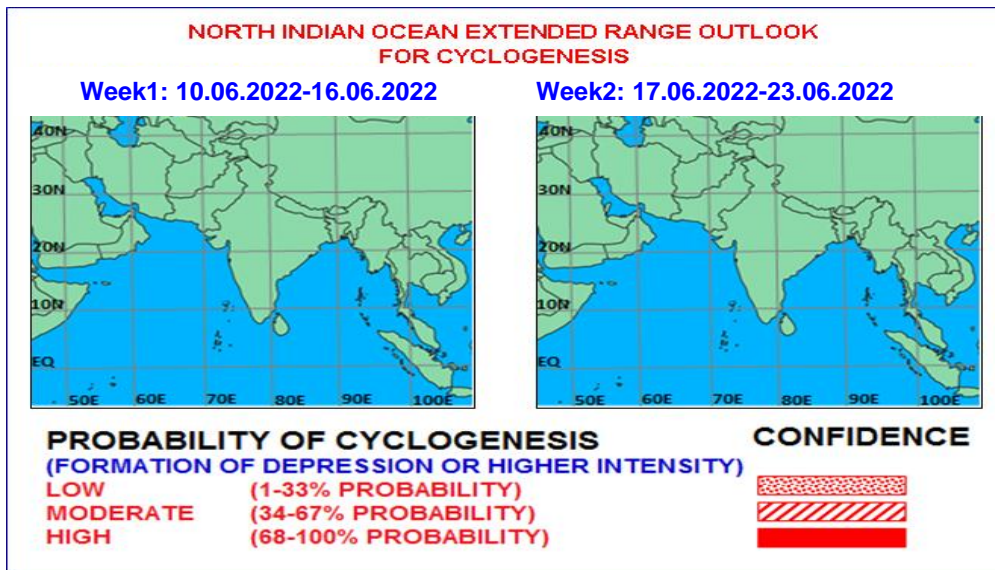 NORTH INDIAN OCEAN EXTENDED RANGE OUTLOOK
FOR CYCLOGENESIS
Week1: 10.06.2022-16.06.2022
40N
30N
20N
10N
EQ
50E 60E 70E 80E 90E 100E
Week2: 17.06.2022-23.06.2022
40N
30N
20N
10N
EQ
50E 60E 70E 80E 90E 100E
PROBABILITY OF CYCLOGENESIS CONFIDENCE
(FORMATION OF DEPRESSION OR HIGHER INTENSITY)
LOW (1-33% PROBABILITY)
MODERATE (34-67% PROBABILITY)
HIGH (68-100% PROBABILITY)